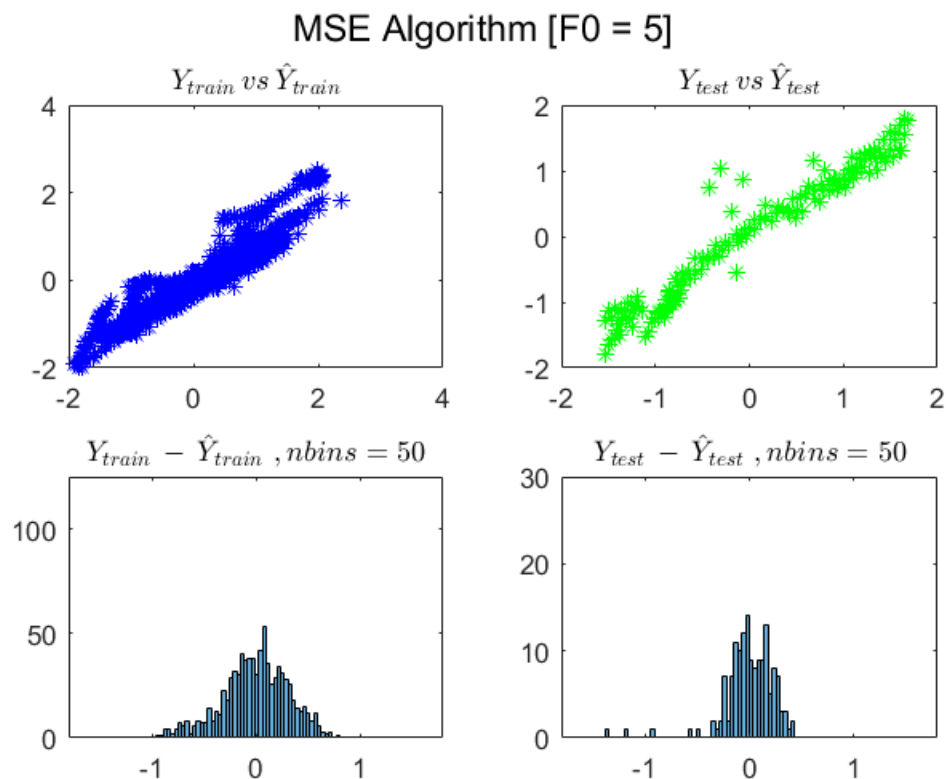 MSE Algorithm [F0 = 5]
Y_train vs Ŷ_train
4
2
0
-2
-2 0 2 4
Y_test vs Ŷ_test
2
1
0
-1
-2
-2 -1 0 1 2
Y_train − Ŷ_train , nbins = 50
100
50
0
-1 0 1
Y_test − Ŷ_test , nbins = 50
30
20
10
0
-1 0 1